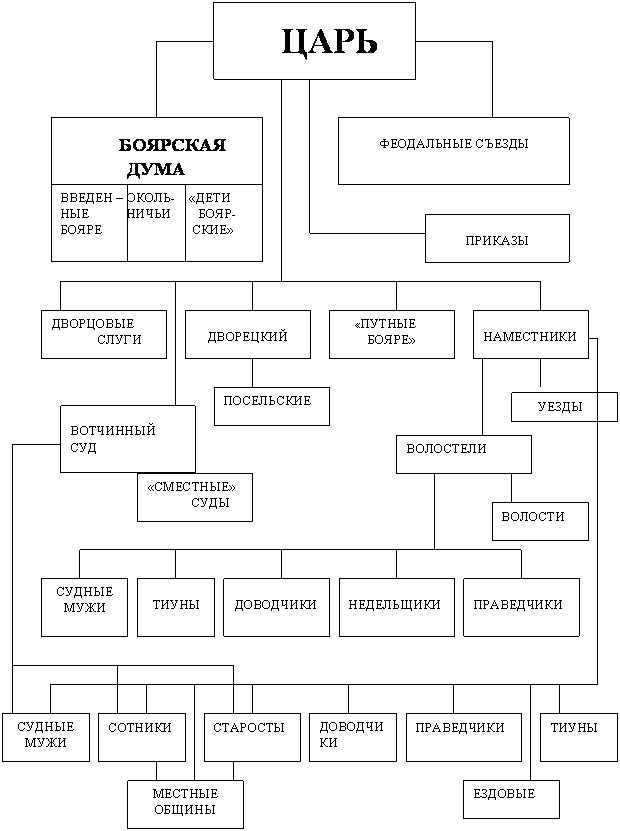 ЦАРЬ
БОЯРСКАЯ
ДУМА
ФЕОДАЛЬНЫЕ СЪЕЗДЫ
ВВЕДЕН –
НЫЕ
БОЯРЕ
ОКОЛЬ-
НИЧЬИ
«ДЕТИ
БОЯР-
СКИЕ»
ПРИКАЗЫ
ДВОРЦОВЫЕ
СЛУГИ
ДВОРЕЦКИЙ
«ПУТНЫЕ
БОЯРЕ»
НАМЕСТНИКИ
ПОСЕЛЬСКИЕ
УЕЗДЫ
ВОТЧИННЫЙ
СУД
ВОЛОСТЕЛИ
«СМЕСТНЫЕ»
СУДЫ
ВОЛОСТИ
СУДНЫЕ
МУЖИ
ТИУНЫ
ДОВОДЧИКИ
НЕДЕЛЬЩИКИ
ПРАВЕДЧИКИ
СУДНЫЕ
МУЖИ
СОТНИКИ
СТАРОСТЫ
ДОВОДЧИ
КИ
ПРАВЕДЧИКИ
ТИУНЫ
МЕСТНЫЕ
ОБЩИНЫ
ЕЗДОВЫЕ